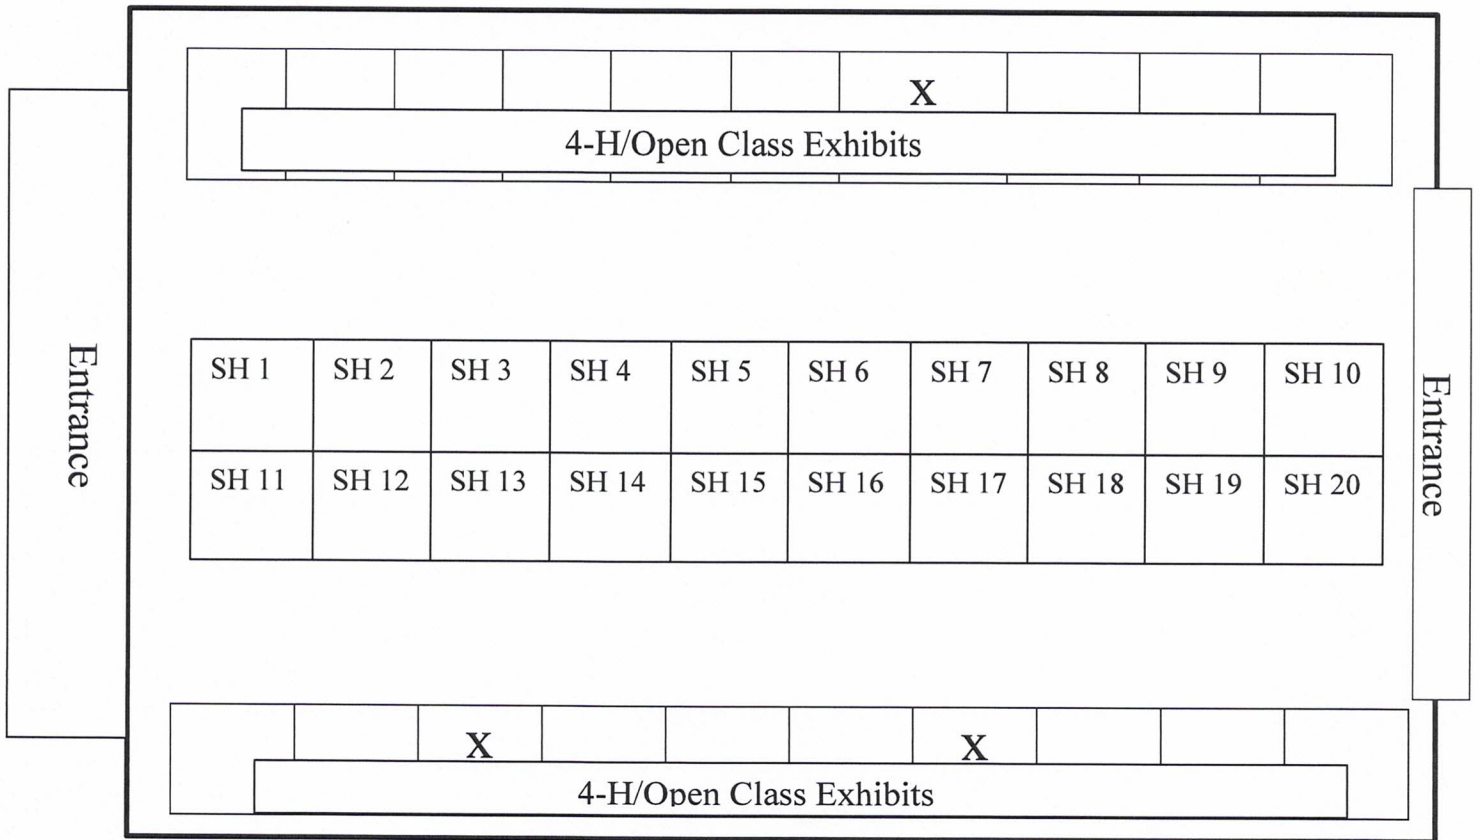 X
4-H/Open Class Exhibits
Entrance
SH 1 SH 2 SH 3 SH 4 SH 5 SH 6 SH 7 SH 8 SH 9 SH 10
SH 11 SH 12 SH 13 SH 14 SH 15 SH 16 SH 17 SH 18 SH 19 SH 20
Entrance
X X
4-H/Open Class Exhibits